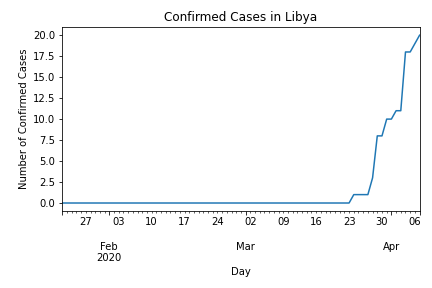 Confirmed Cases in Libya
Number of Confirmed Cases
20.0
17.5
15.0
12.5
10.0
7.5
5.0
2.5
0.0
27 03 10 17 24 02 09 16 23 30 06
Feb Mar Apr
2020
Day